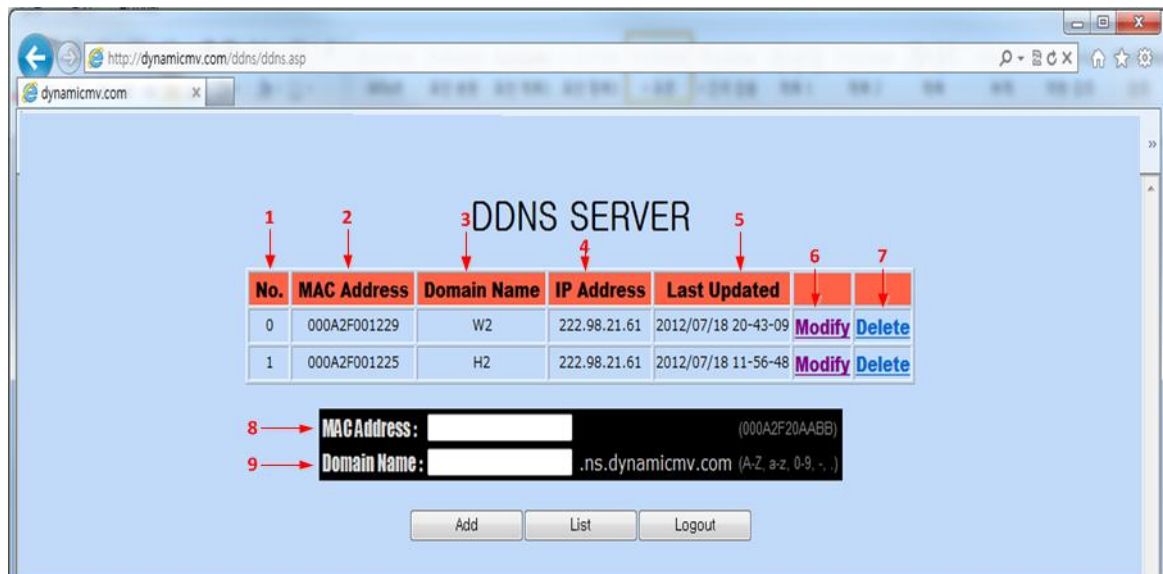 http://dynamicmv.com/ddns/ddns.asp
dynamicmv.com
DDNS SERVER
1 2 3 4 5 6 7
No. MAC Address Domain Name IP Address Last Updated
0 000A2F001229 W2 222.98.21.61 2012/07/18 20-43-09 Modify Delete
1 000A2F001225 H2 222.98.21.61 2012/07/18 11-56-48 Modify Delete
8 MAC Address : (000A2F20AABB)
9 Domain Name : .ns.dynamicmv.com (A-Z, a-z, 0-9, -, .)
Add List Logout